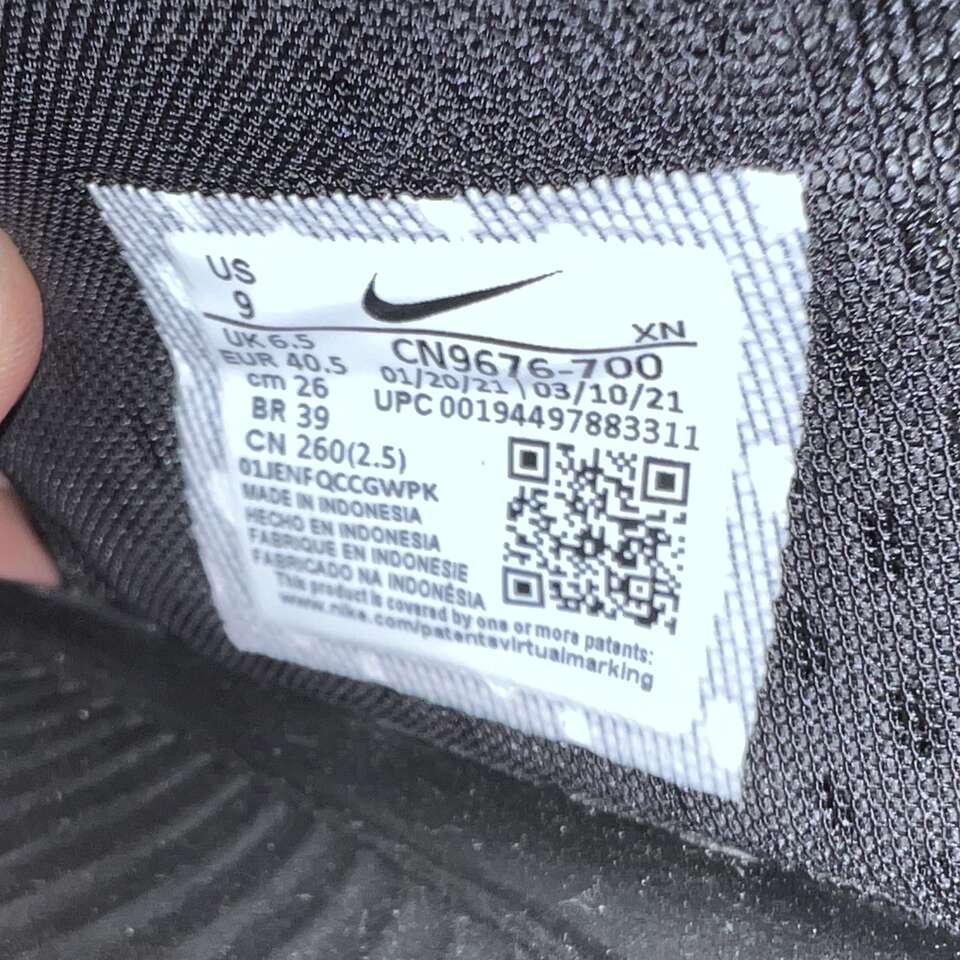 US
9
XN
UK 6.5
EUR 40.5
cm 26
BR 39
CN 260(2.5)
CN9676-700
01/20/21 \ 03/10/21
UPC 00194497883311
01JENFQCCGWPK
MADE IN INDONESIA
HECHO EN INDONESIA
FABRIQUE EN INDONESIE
FABRICADO NA INDONÉSIA
This product is covered by one or more patents:
www.nike.com/patentsvirtualmarking